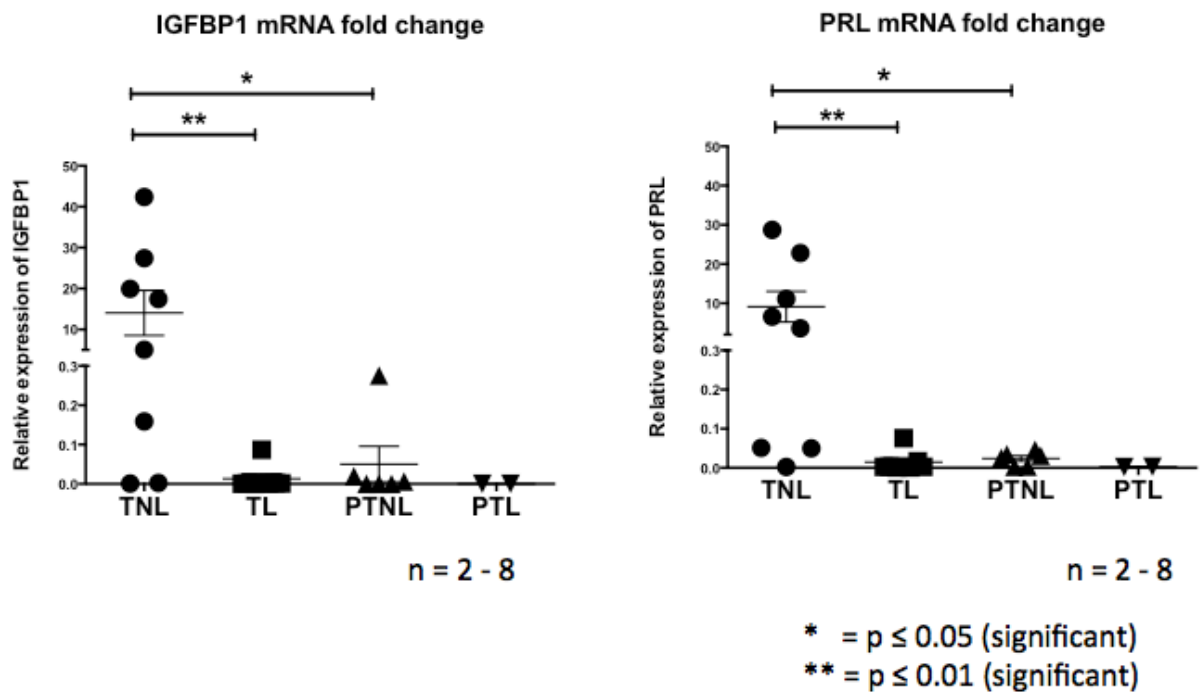 IGFBP1 mRNA fold change
*
**
Relative expression of IGFBP1
50
40
30
20
10
0.3
0.2
0.1
0.0
TNL TL PTNL PTL
n = 2 - 8
PRL mRNA fold change
*
**
Relative expression of PRL
50
40
30
20
10
0.3
0.2
0.1
0.0
TNL TL PTNL PTL
n = 2 - 8
* = p ≤ 0.05 (significant)
** = p ≤ 0.01 (significant)